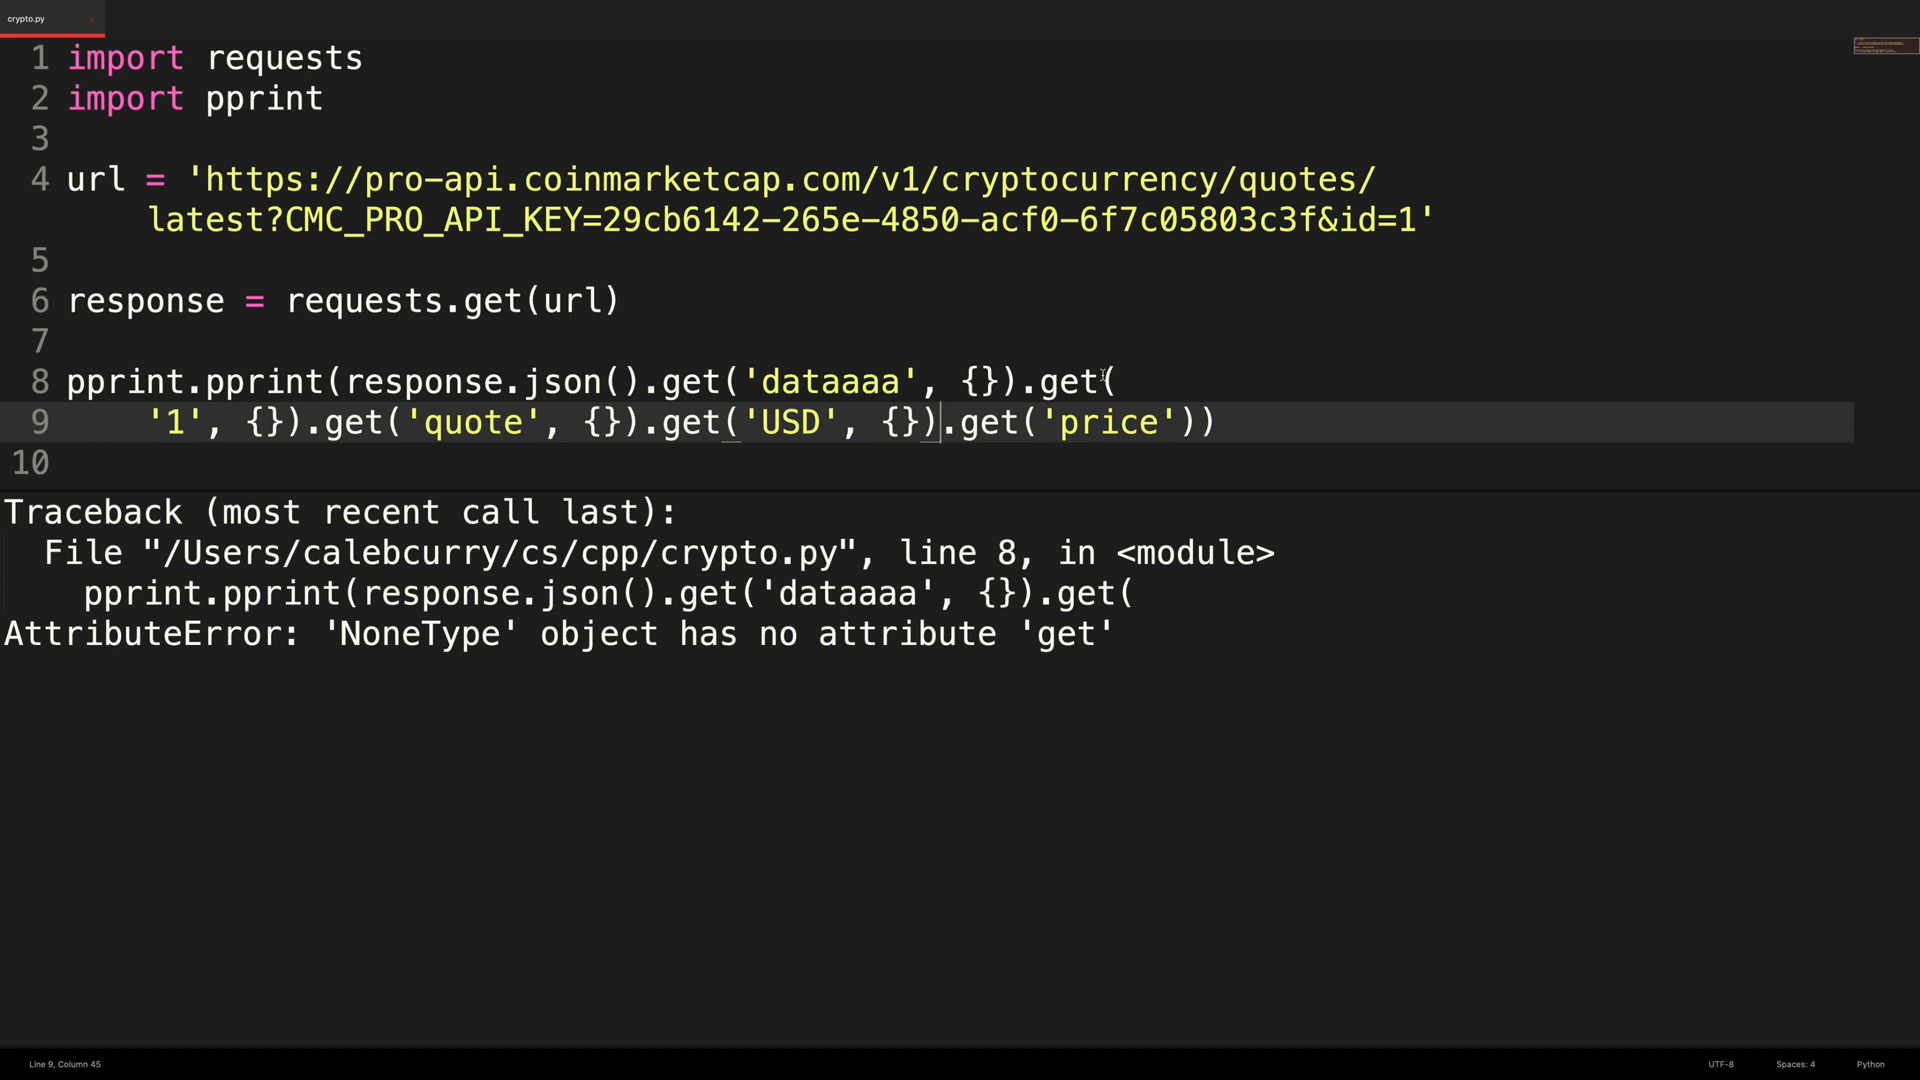 crypto.py
1 import requests
2 import pprint
3
4 url = 'https://pro-api.coinmarketcap.com/v1/cryptocurrency/quotes/
latest?CMC_PRO_API_KEY=29cb6142-265e-4850-acf0-6f7c05803c3f&id=1'
5
6 response = requests.get(url)
7
8 pprint.pprint(response.json().get('dataaaa', {}).get(
9 '1', {}).get('quote', {}).get('USD', {}).get('price'))
10
Traceback (most recent call last):
File "/Users/calebcurry/cs/cpp/crypto.py", line 8, in <module>
pprint.pprint(response.json().get('dataaaa', {}).get(
AttributeError: 'NoneType' object has no attribute 'get'
Line 9, Column 45 UTF-8 Spaces: 4 Python